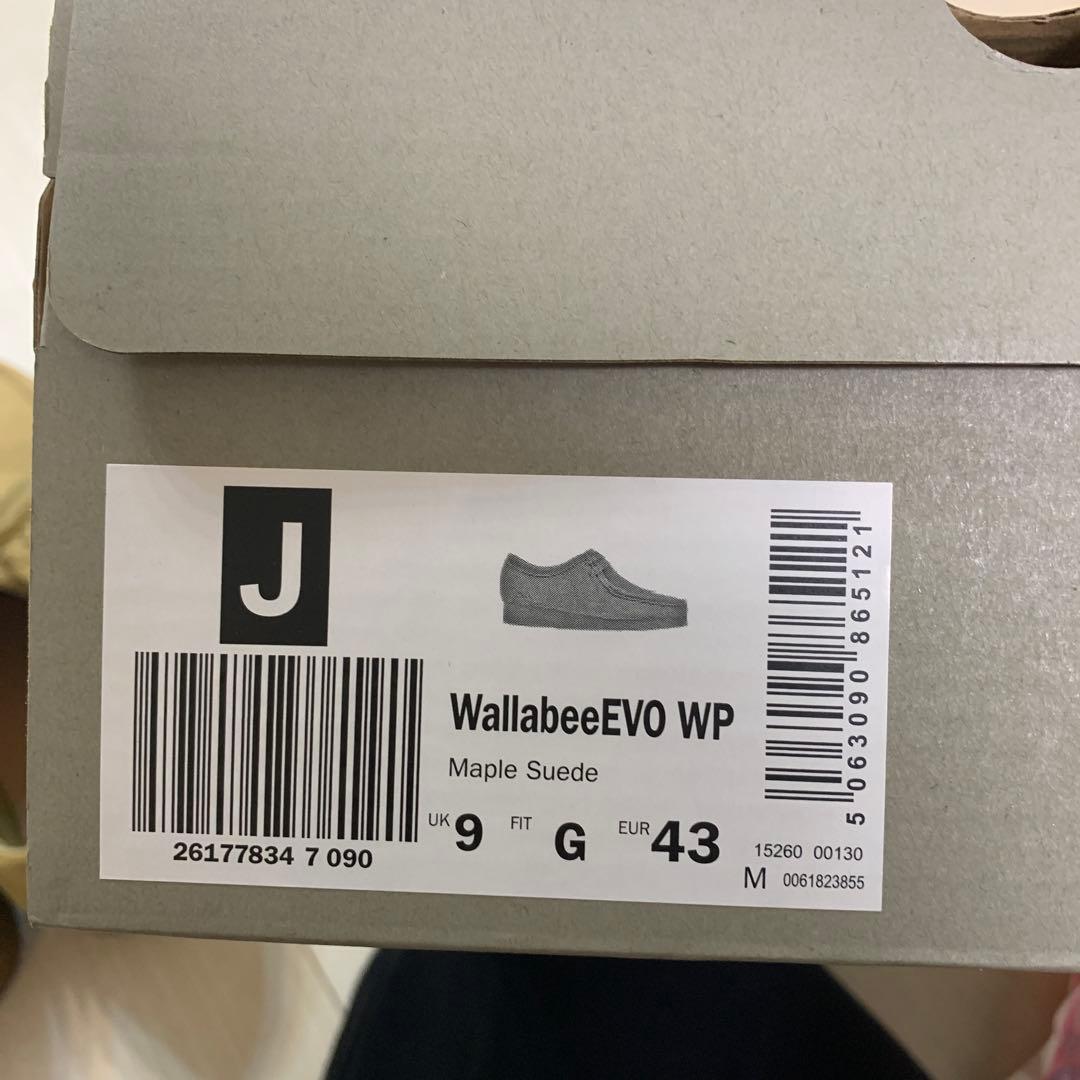 J
26177834 7 090
WallabeeEVO WP
Maple Suede
UK 9 FIT G EUR 43
5 063090 865121
15260 00130
M 0061823855